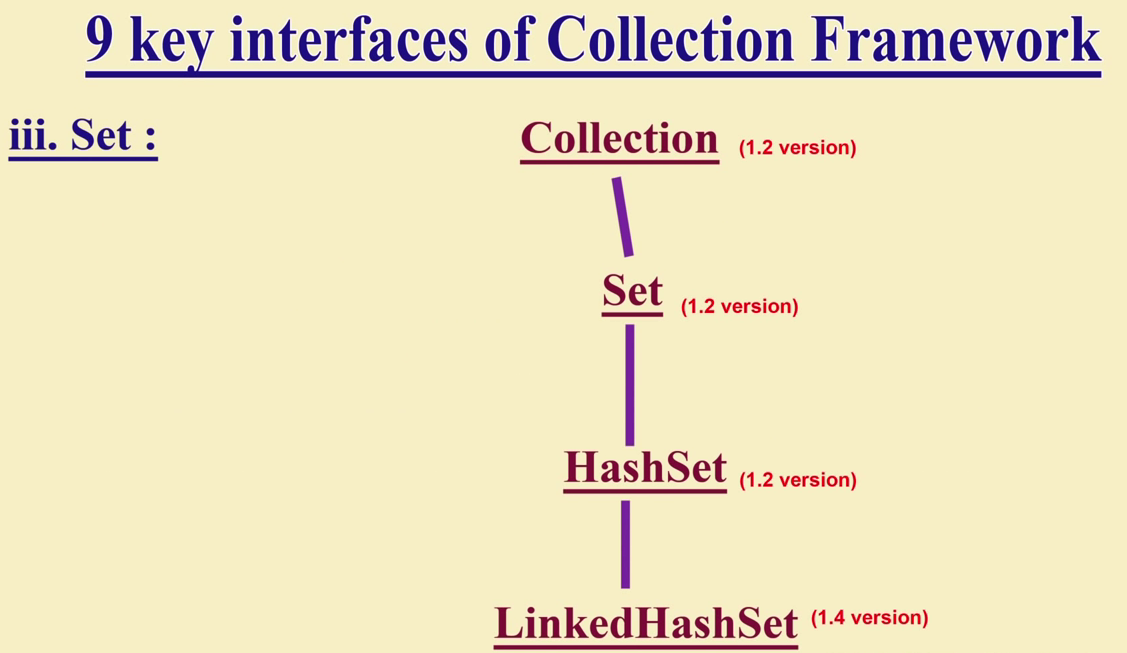 9 key interfaces of Collection Framework
iii. Set :
Collection (1.2 version)
Set (1.2 version)
HashSet (1.2 version)
LinkedHashSet (1.4 version)